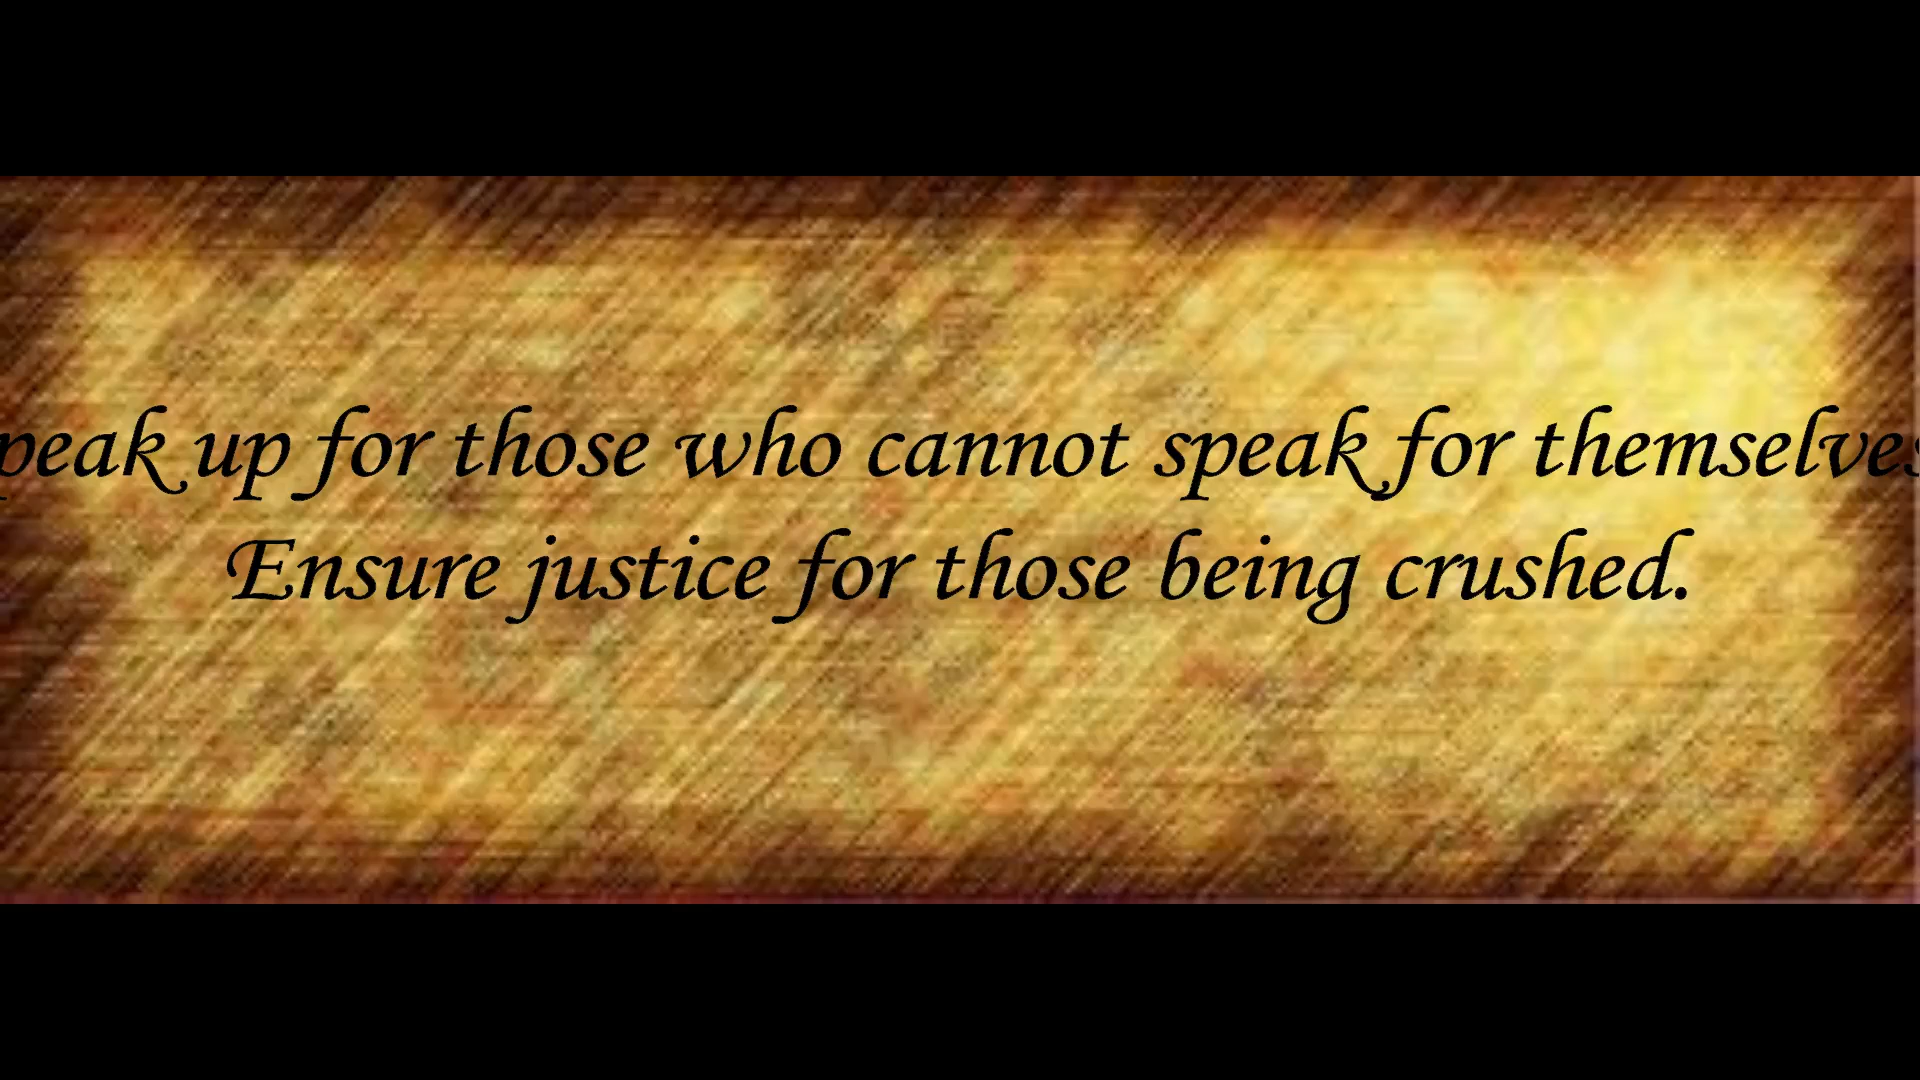 peak up for those who cannot speak for themselves
Ensure justice for those being crushed.